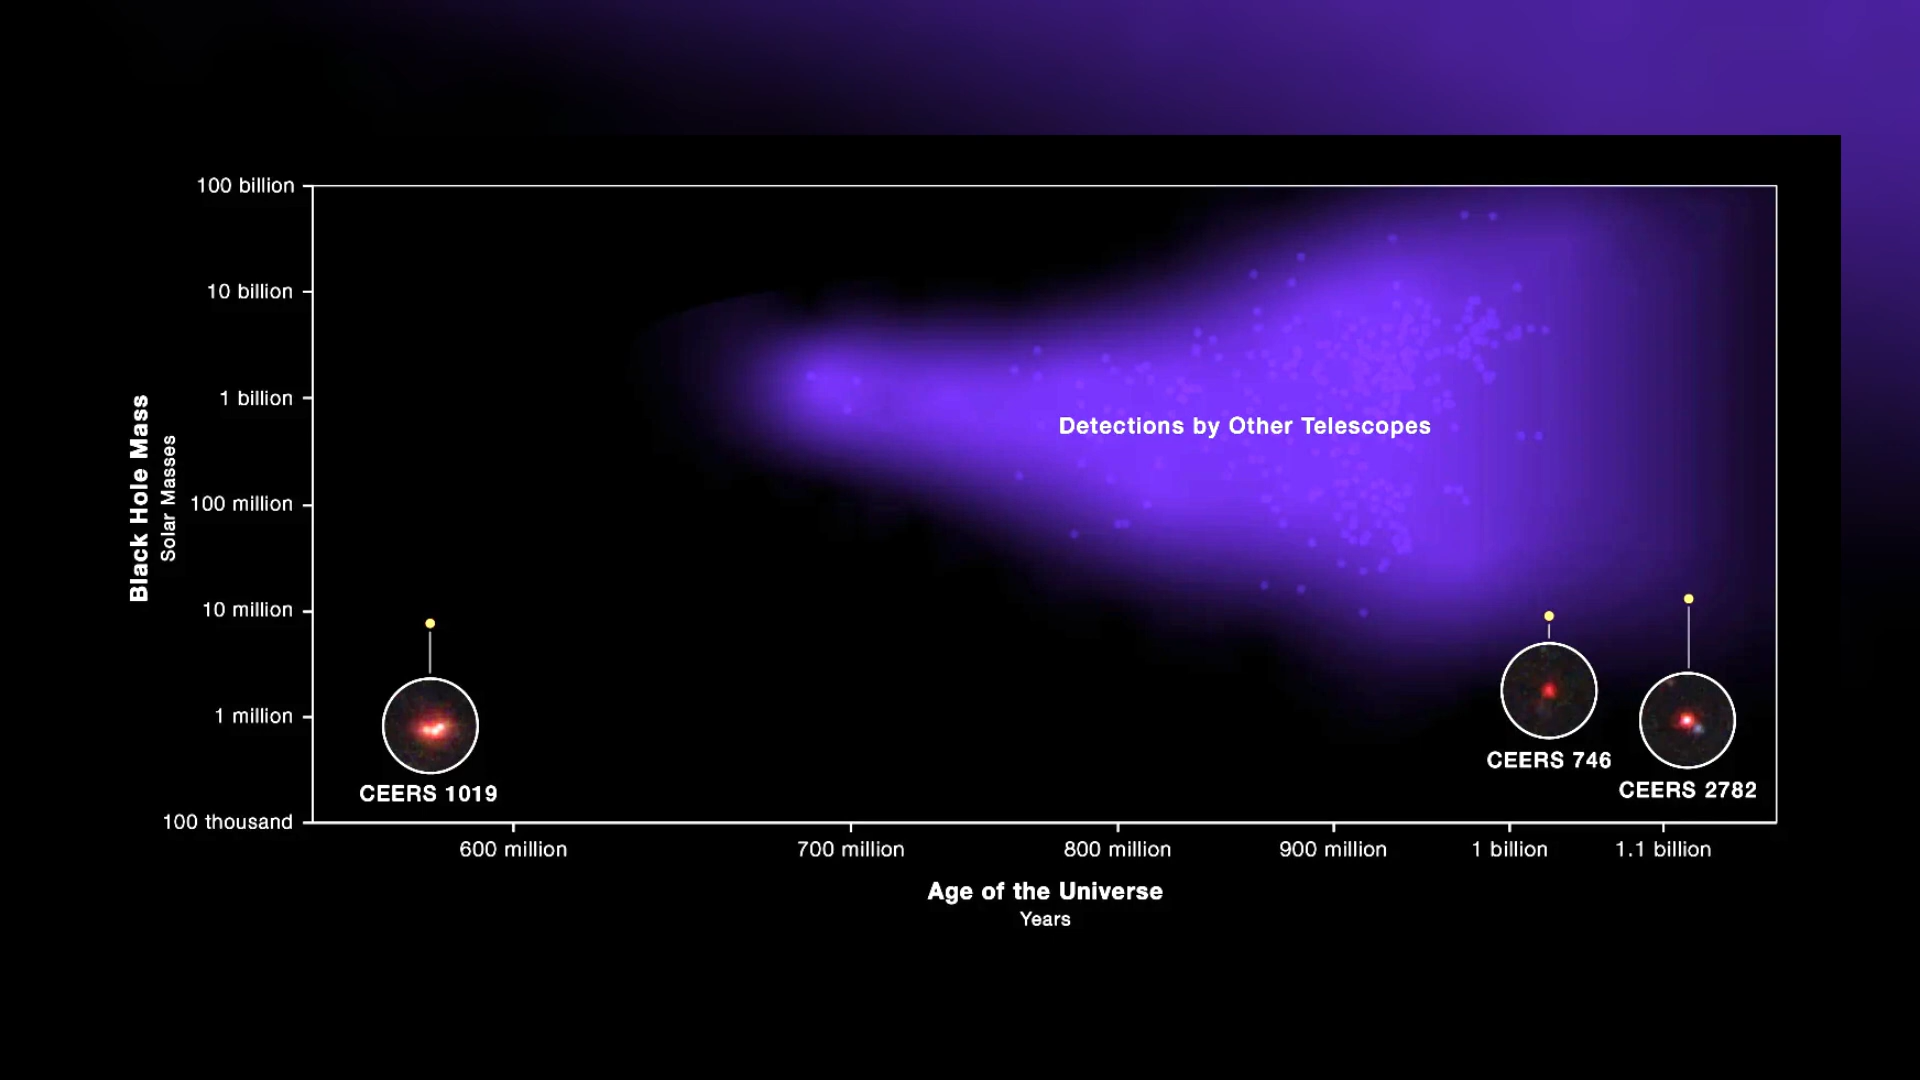 100 billion
10 billion
1 billion
100 million
10 million
1 million
100 thousand
Black Hole Mass
Solar Masses
Detections by Other Telescopes
CEERS 1019
CEERS 746
CEERS 2782
600 million
700 million
800 million
900 million
1 billion
1.1 billion
Age of the Universe
Years